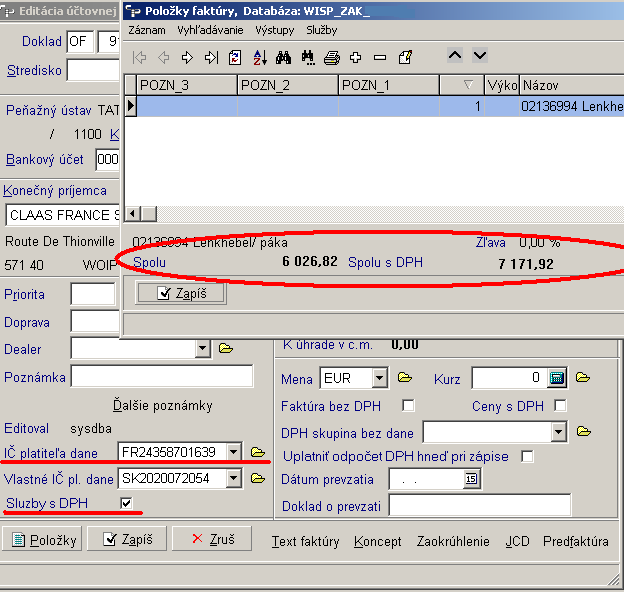 Editácia účtovnej
Doklad OF 9
Stredisko
Peňažný ústav TAT
/ 1100 K
Bankový účet 000
Konečný príjemca
CLAAS FRANCE S
Route De Thionville
571 40 WOIP
Priorita
Doprava
Dealer
Poznámka
Ďalšie poznámky
Editoval sysdba
IČ platiteľa dane FR24358701639
Vlastné IČ pl. dane SK2020072054
Sluzby s DPH
Položky Zapíš Zruš
Položky faktúry, Databáza: WISP_ZAK_
Záznam Vyhľadávanie Výstupy Služby
POZN_3 POZN_2 POZN_1 Výko Názov
1 02136994 Lenkheb
02136994 Lenkhebel/ páka Zľava 0,00 %
Spolu 6 026,82 Spolu s DPH 7 171,92
Zapíš
K úhrade v c.m. 0,00
Mena EUR Kurz 0
Faktúra bez DPH Ceny s DPH
DPH skupina bez dane
Uplatniť odpočet DPH hneď pri zápise
Dátum prevzatia . . 15
Doklad o prevzati
Text faktúry Koncept Zaokrúhlenie JCD Predfaktúra